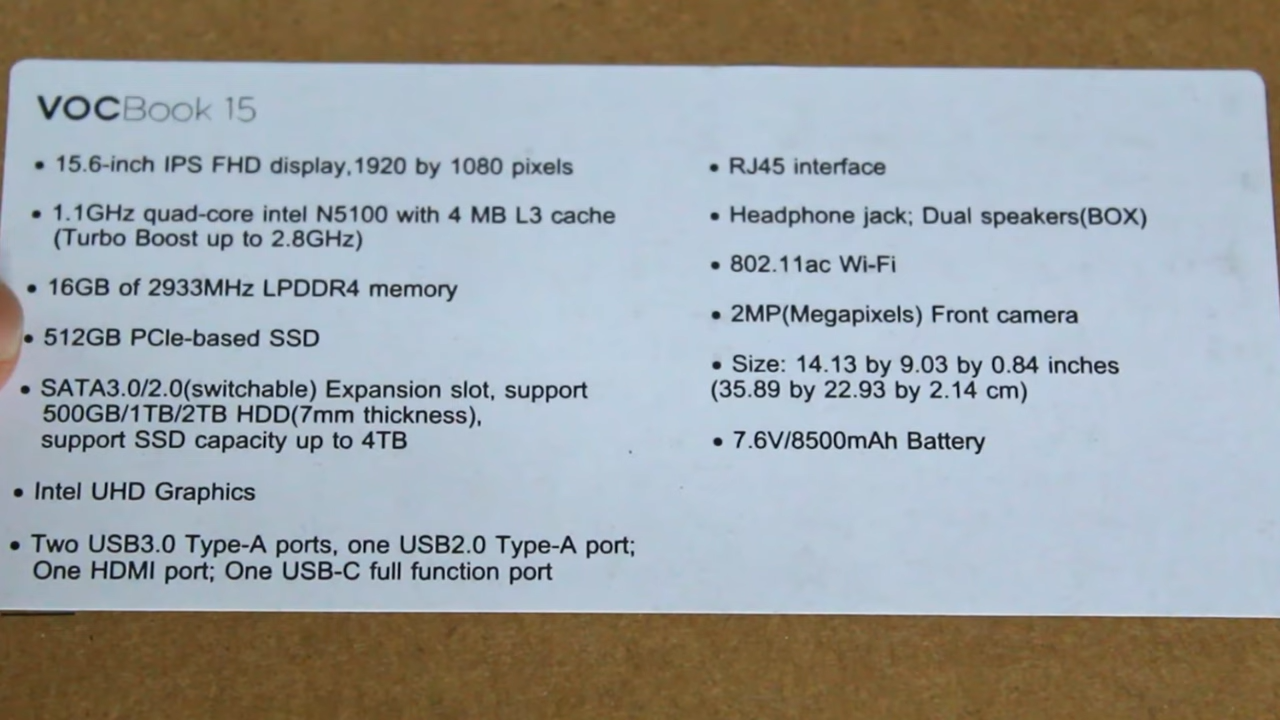 VOCBook 15
• 15.6-inch IPS FHD display,1920 by 1080 pixels
• 1.1GHz quad-core intel N5100 with 4 MB L3 cache
(Turbo Boost up to 2.8GHz)
• 16GB of 2933MHz LPDDR4 memory
• 512GB PCIe-based SSD
• SATA3.0/2.0(switchable) Expansion slot, support
500GB/1TB/2TB HDD(7mm thickness),
support SSD capacity up to 4TB
• Intel UHD Graphics
• Two USB3.0 Type-A ports, one USB2.0 Type-A port;
One HDMI port; One USB-C full function port
• RJ45 interface
• Headphone jack; Dual speakers(BOX)
• 802.11ac Wi-Fi
• 2MP(Megapixels) Front camera
• Size: 14.13 by 9.03 by 0.84 inches
(35.89 by 22.93 by 2.14 cm)
• 7.6V/8500mAh Battery